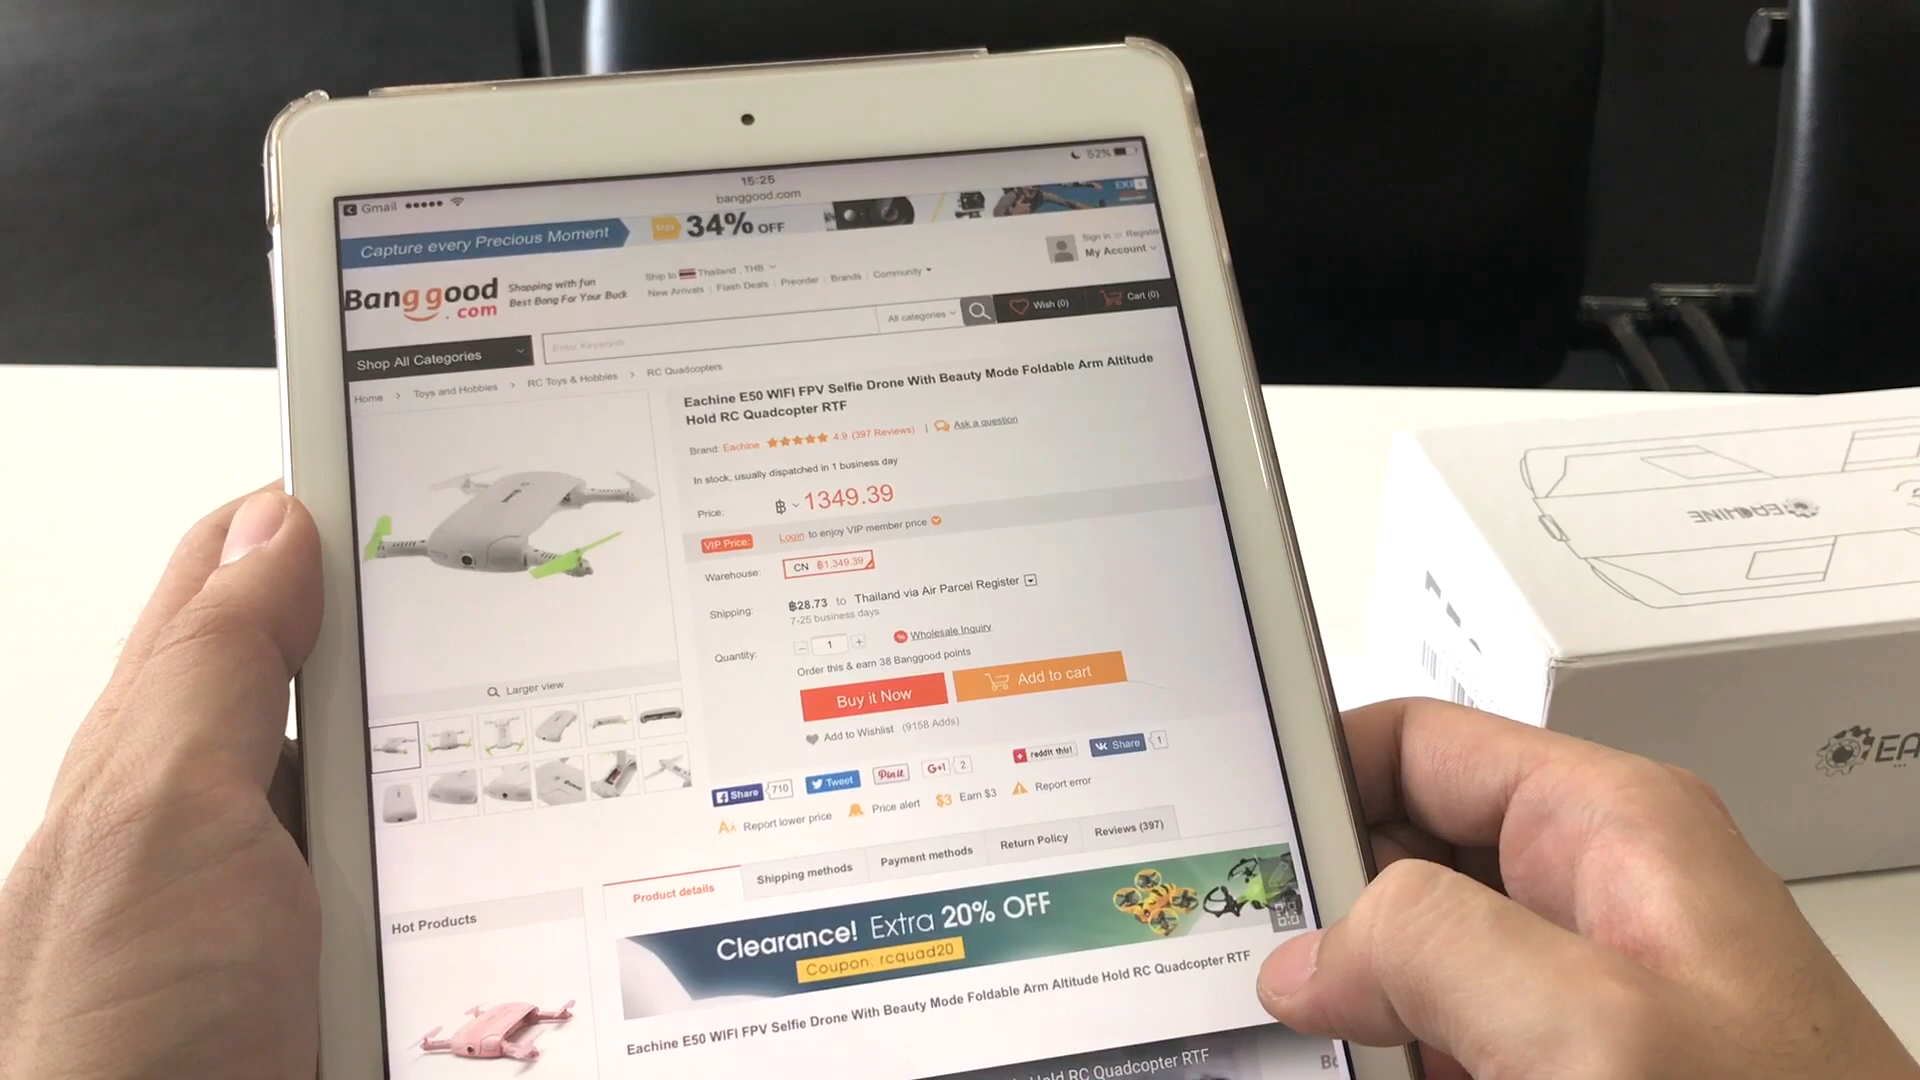 Gmail
15:25
52%
banggood.com
Capture every Precious Moment
34% OFF
Banggood
.com
Shopping with fun
Best Bang For Your Buck
Ship to Thailand , THB
New Arrivals | Flash Deals | Preorder | Brands | Community
Sign in or Register
My Account
Shop All Categories
Enter Keywords
All categories
Wish (0)
Cart (0)
Home > Toys and Hobbies > RC Toys & Hobbies > RC Quadcopters
Eachine E50 WIFI FPV Selfie Drone With Beauty Mode Foldable Arm Altitude
Hold RC Quadcopter RTF
Brand: Eachine 4.9 (397 Reviews) | Ask a question
In stock, usually dispatched in 1 business day
Price: ฿ 1349.39
VIP Price: Login to enjoy VIP member price
Warehouse: CN ฿1,349.39
Shipping: ฿28.73 to Thailand via Air Parcel Register
7-25 business days
Quantity: − 1 + Wholesale Inquiry
Order this & earn 38 Banggood points
Buy it Now
Add to cart
Add to Wishlist (9158 Adds)
Larger view
Share 710 Tweet Pin it G+1 2 reddit this! Share 1
Report lower price Price alert $3 Earn $3 Report error
Product details
Shipping methods
Payment methods
Return Policy
Reviews (397)
Hot Products
Clearance! Extra 20% OFF
Coupon: rcquad20
Eachine E50 WIFI FPV Selfie Drone With Beauty Mode Foldable Arm Altitude Hold RC Quadcopter RTF
Hold RC Quadcopter RTF
EACHINE
EA